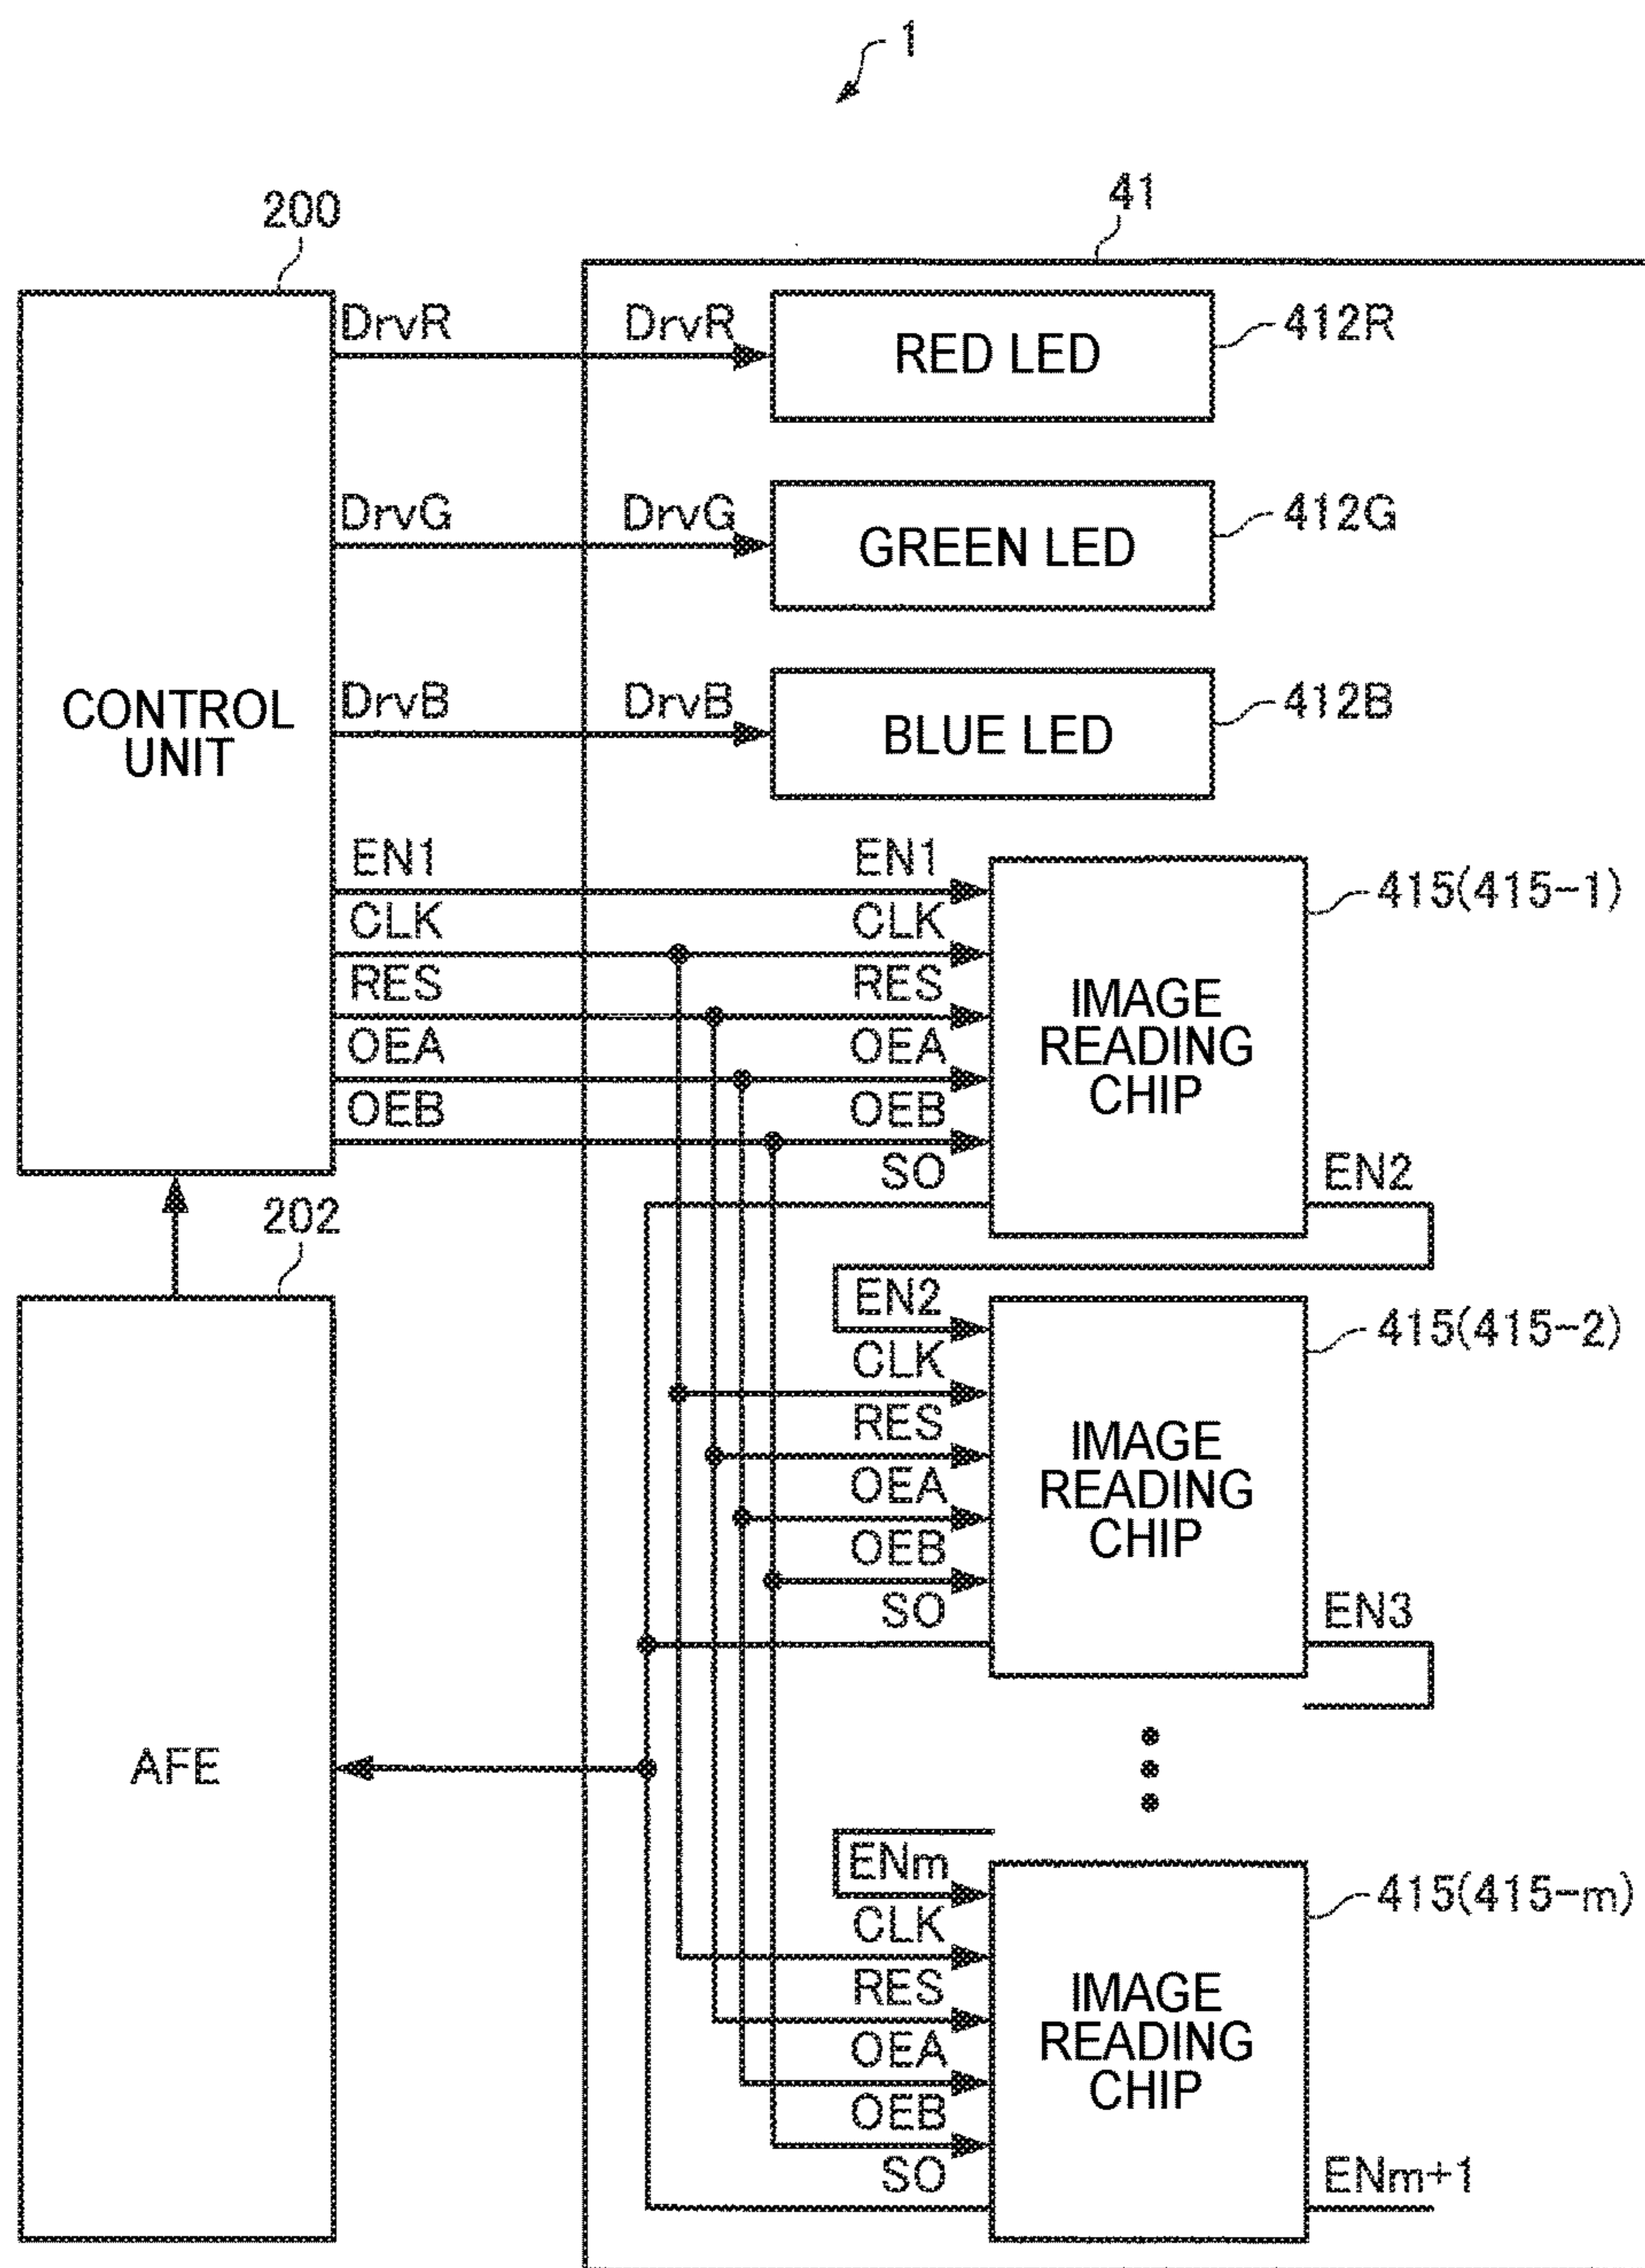 1
41
200
DrvR DrvR
RED LED
412R
DrvG DrvG
GREEN LED
412G
DrvB DrvB
BLUE LED
412B
CONTROL
UNIT
EN1 EN1
CLK CLK
RES RES
OEA OEA
OEB OEB
SO
IMAGE
READING
CHIP
415(415-1)
EN2
202
EN2
CLK
RES
OEA
OEB
SO
IMAGE
READING
CHIP
415(415-2)
EN3
AFE
ENm
CLK
RES
OEA
OEB
SO
IMAGE
READING
CHIP
415(415-m)
ENm+1